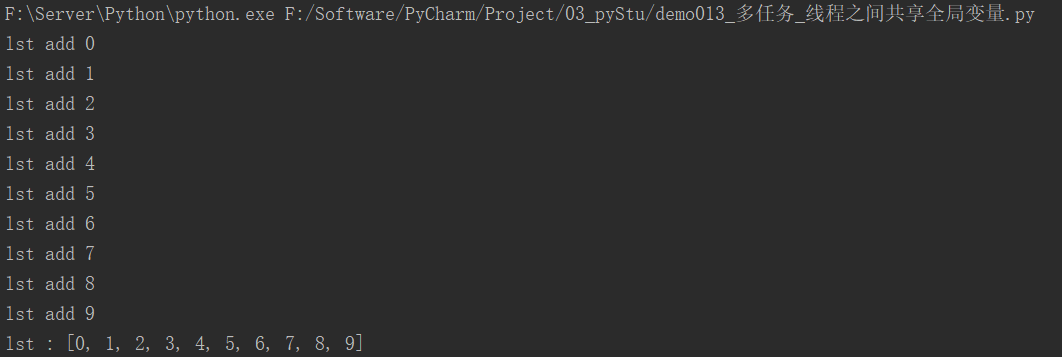 F:\Server\Python\python.exe F:/Software/PyCharm/Project/03_pyStu/demo013_多任务_线程之间共享全局变量.py
lst add 0
lst add 1
lst add 2
lst add 3
lst add 4
lst add 5
lst add 6
lst add 7
lst add 8
lst add 9
lst : [0, 1, 2, 3, 4, 5, 6, 7, 8, 9]